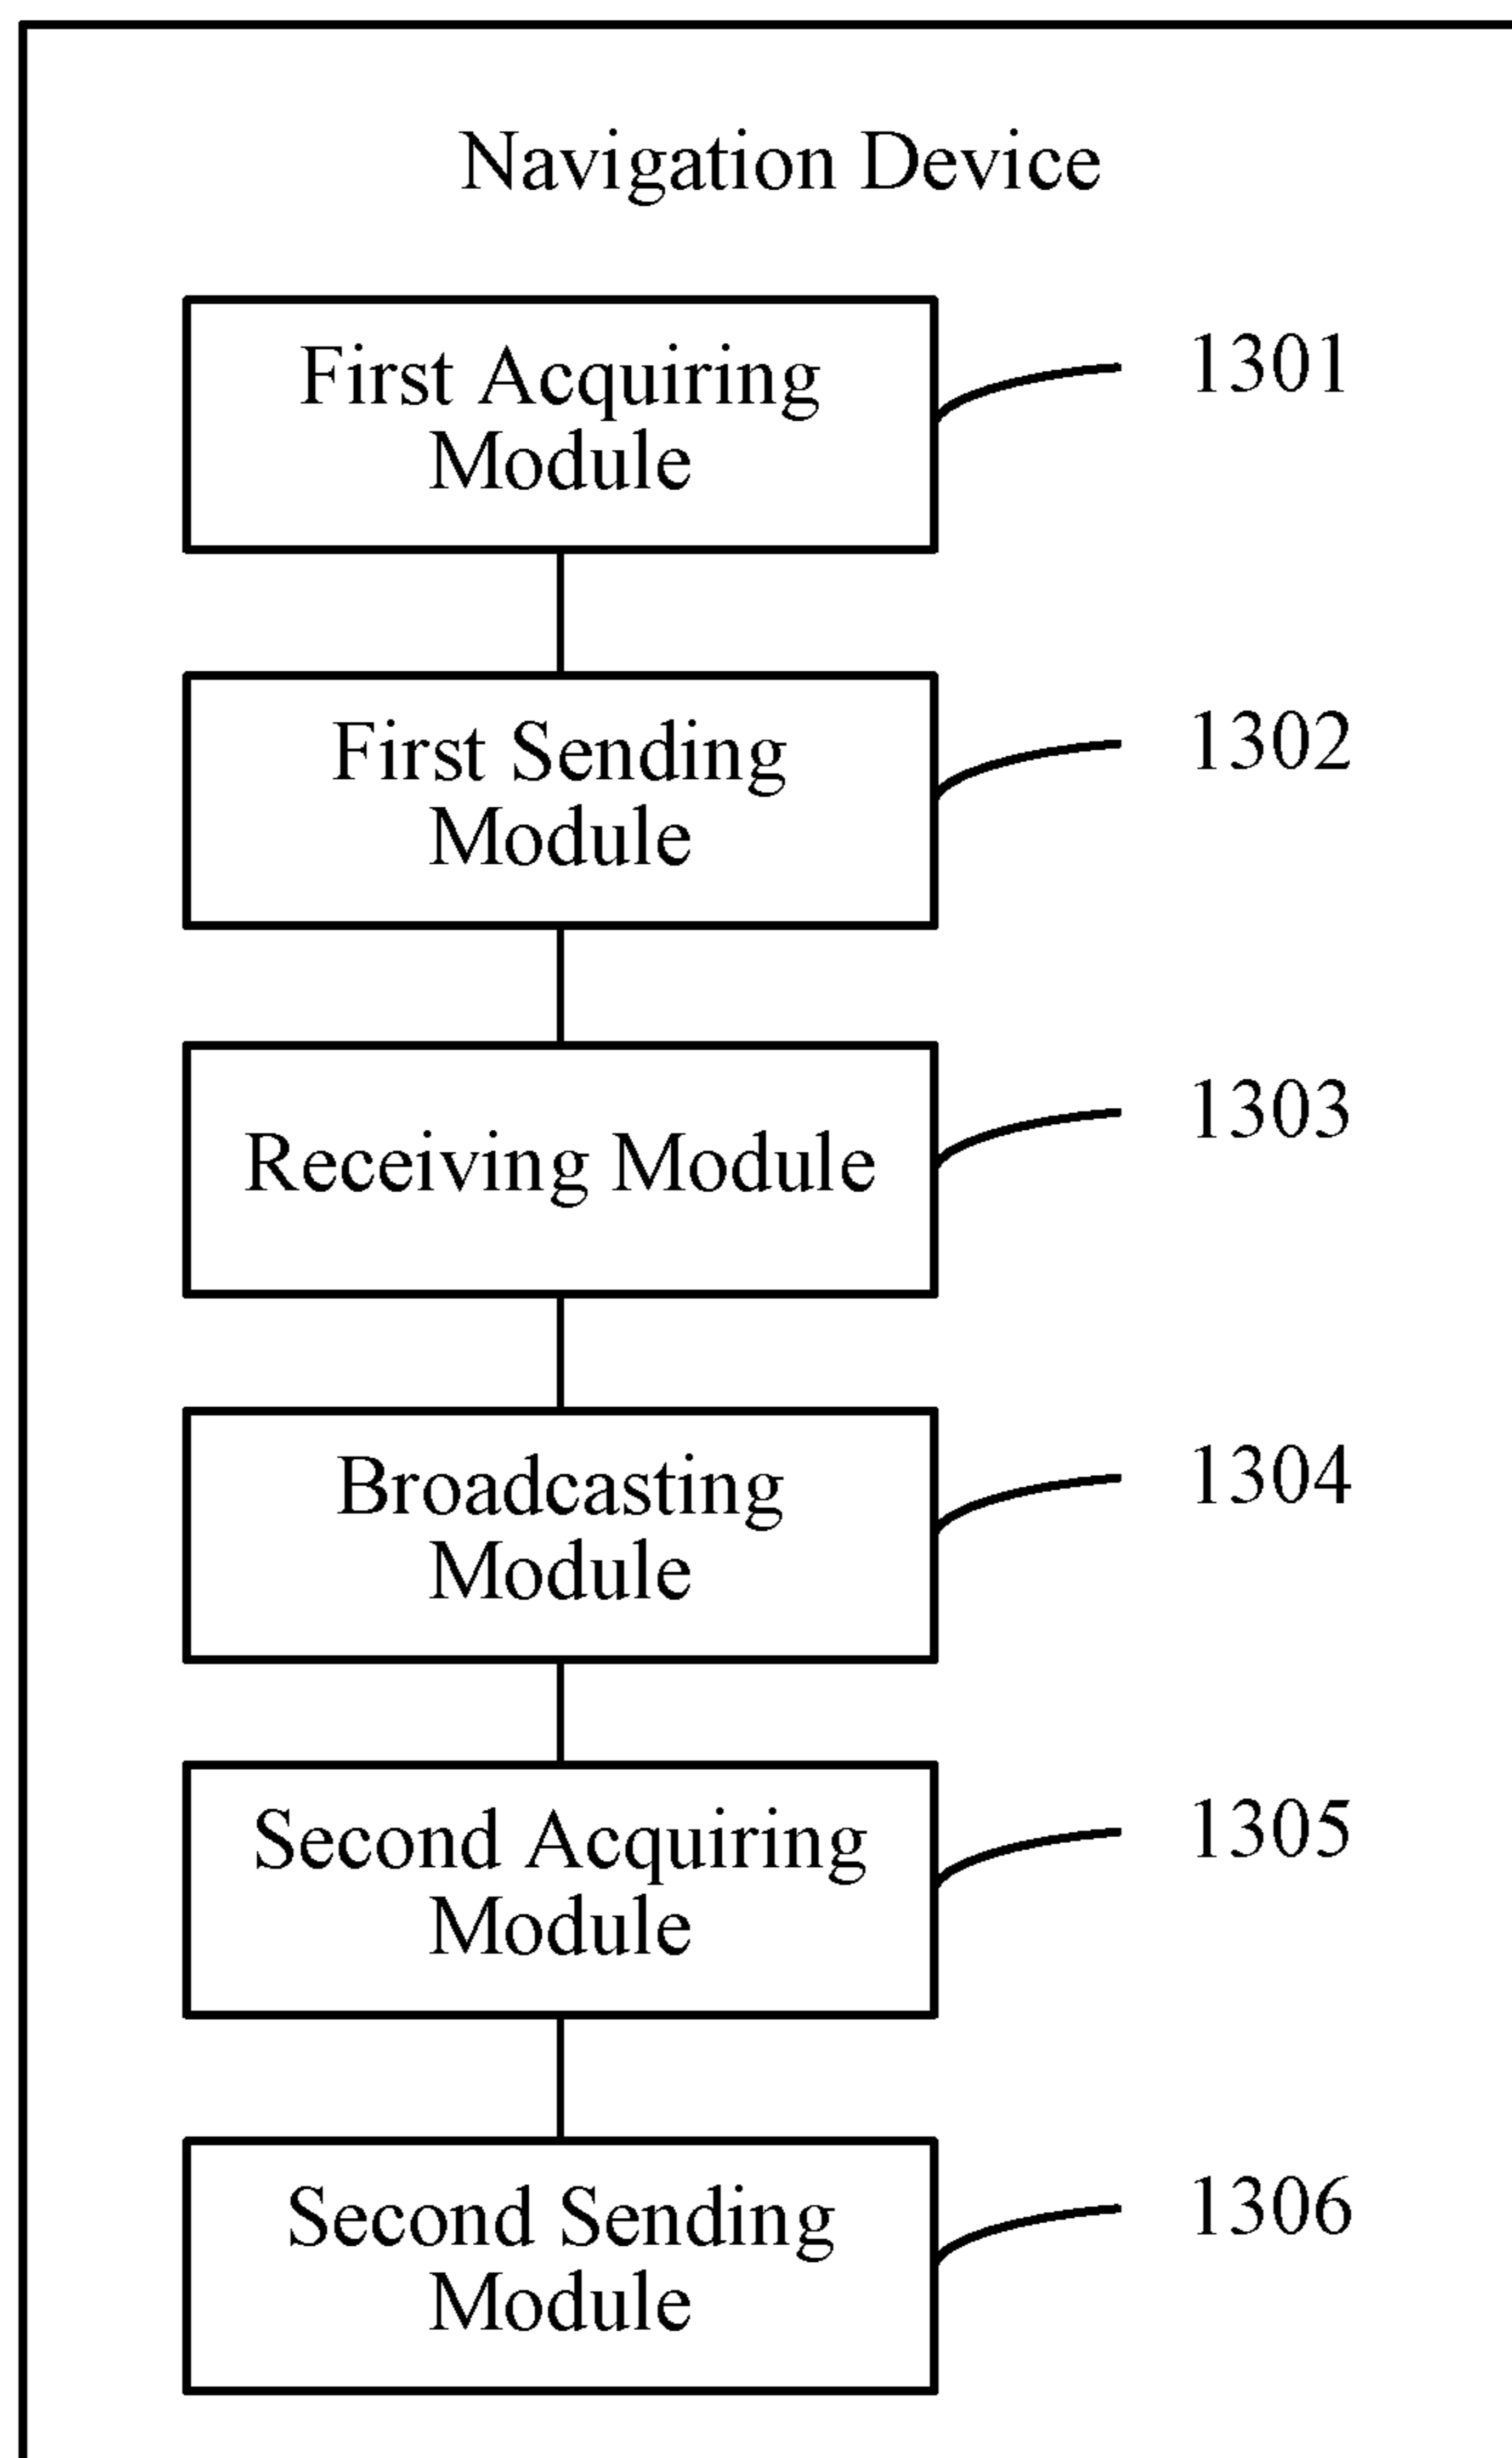 Navigation Device
First Acquiring
Module
1301
First Sending
Module
1302
Receiving Module
1303
Broadcasting
Module
1304
Second Acquiring
Module
1305
Second Sending
Module
1306